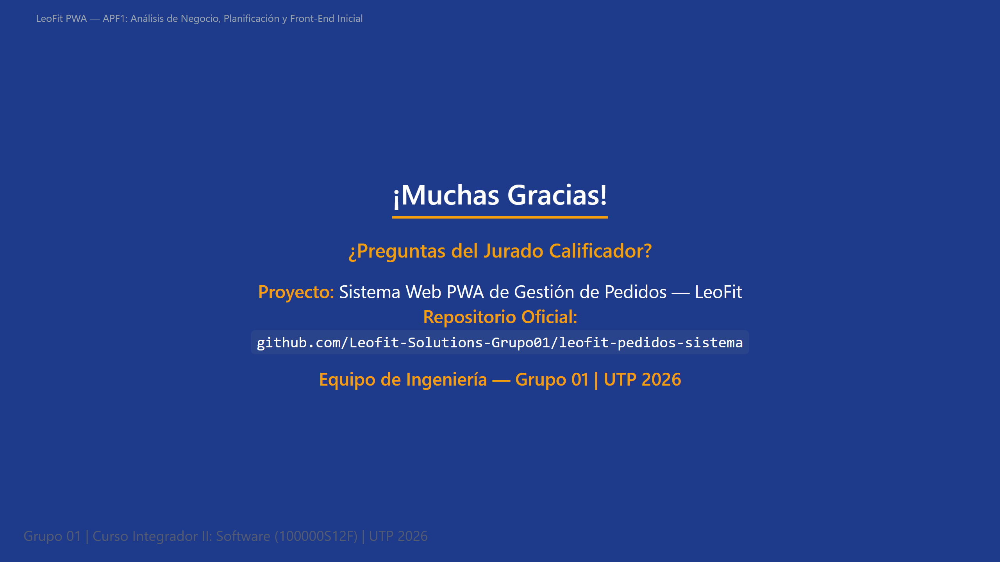 LeoFit PWA — APF1: Análisis de Negocio, Planificación y Front-End Inicial
¡Muchas Gracias!
¿Preguntas del Jurado Calificador?
Proyecto: Sistema Web PWA de Gestión de Pedidos — LeoFit
Repositorio Oficial:
github.com/Leofit-Solutions-Grupo01/leofit-pedidos-sistema
Equipo de Ingeniería — Grupo 01 | UTP 2026
Grupo 01 | Curso Integrador II: Software (100000S12F) | UTP 2026